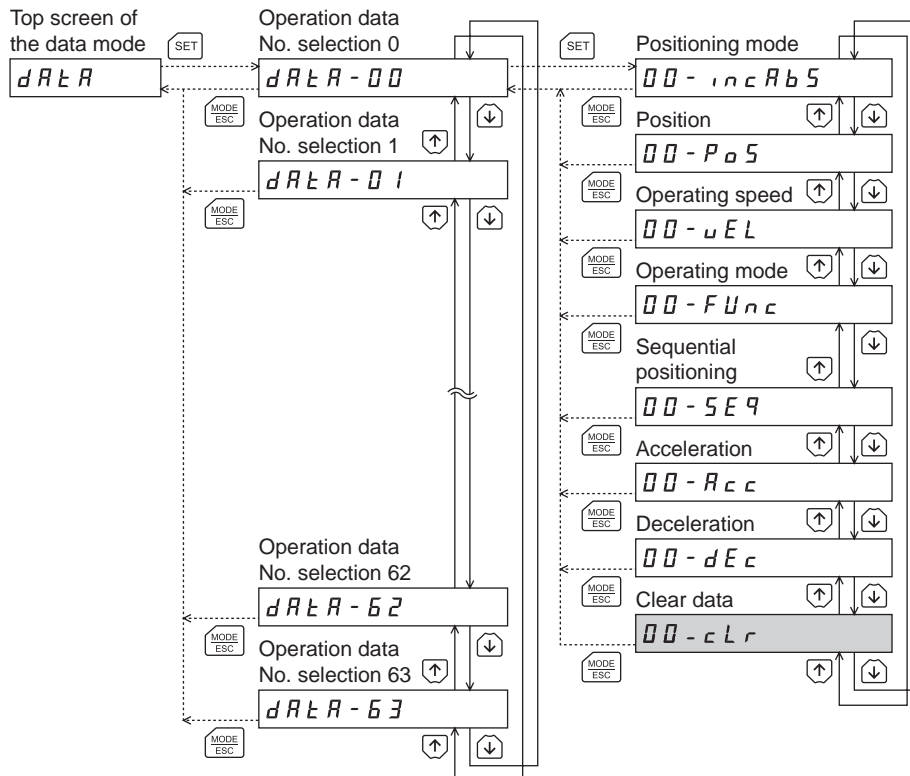 Top screen of
the data mode
SET
dAtA
Operation data
No. selection 0
dAtA-00
MODE
ESC
↓
Operation data
No. selection 1
↑
dAtA-01
MODE
ESC
↑
↓
Operation data
No. selection 62
dAtA-62
MODE
ESC
↓
Operation data
No. selection 63
↑
dAtA-63
MODE
ESC
↑
↓
SET
Positioning mode
00-incAbS
MODE
ESC
Position
↑
↓
00-PoS
MODE
ESC
Operating speed
↑
↓
00-vEL
MODE
ESC
Operating mode
↑
↓
00-FUnc
MODE
ESC
Sequential
positioning
↑
↓
00-SEq
MODE
ESC
Acceleration
↑
↓
00-Acc
MODE
ESC
Deceleration
↑
↓
00-dEc
MODE
ESC
Clear data
↑
↓
00-cLr
MODE
ESC
↑
↓